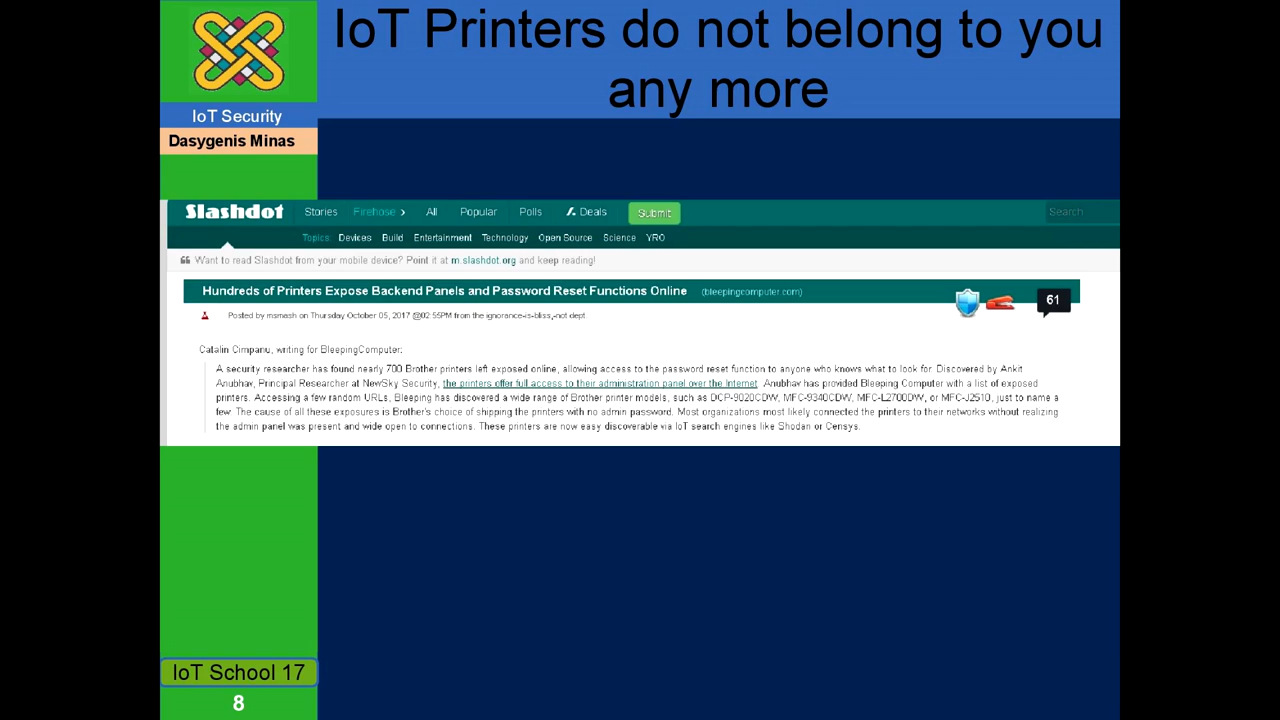 IoT Printers do not belong to you
any more
IoT Security
Dasygenis Minas
Slashdot Stories Firehose > All Popular Polls Deals Submit Search
Topics: Devices Build Entertainment Technology Open Source Science YRO
Want to read Slashdot from your mobile device? Point it at m.slashdot.org and keep reading!
Hundreds of Printers Expose Backend Panels and Password Reset Functions Online (bleepingcomputer.com) 61
Posted by msmash on Thursday October 05, 2017 @02:55PM from the ignorance-is-bliss,-not dept
Catalin Cimpanu, writing for BleepingComputer:
A security researcher has found nearly 700 Brother printers left exposed online, allowing access to the password reset function to anyone who knows what to look for. Discovered by Ankit
Anubhav, Principal Researcher at NewSky Security, the printers offer full access to their administration panel over the Internet. Anubhav has provided Bleeping Computer with a list of exposed
printers. Accessing a few random URLs, Bleeping has discovered a wide range of Brother printer models, such as DCP-9020CDW, MFC-9340CDW, MFC-L2700DW, or MFC-J2510, just to name a
few. The cause of all these exposures is Brother's choice of shipping the printers with no admin password. Most organizations most likely connected the printers to their networks without realizing
the admin panel was present and wide open to connections. These printers are now easy discoverable via IoT search engines like Shodan or Censys.
IoT School 17
8